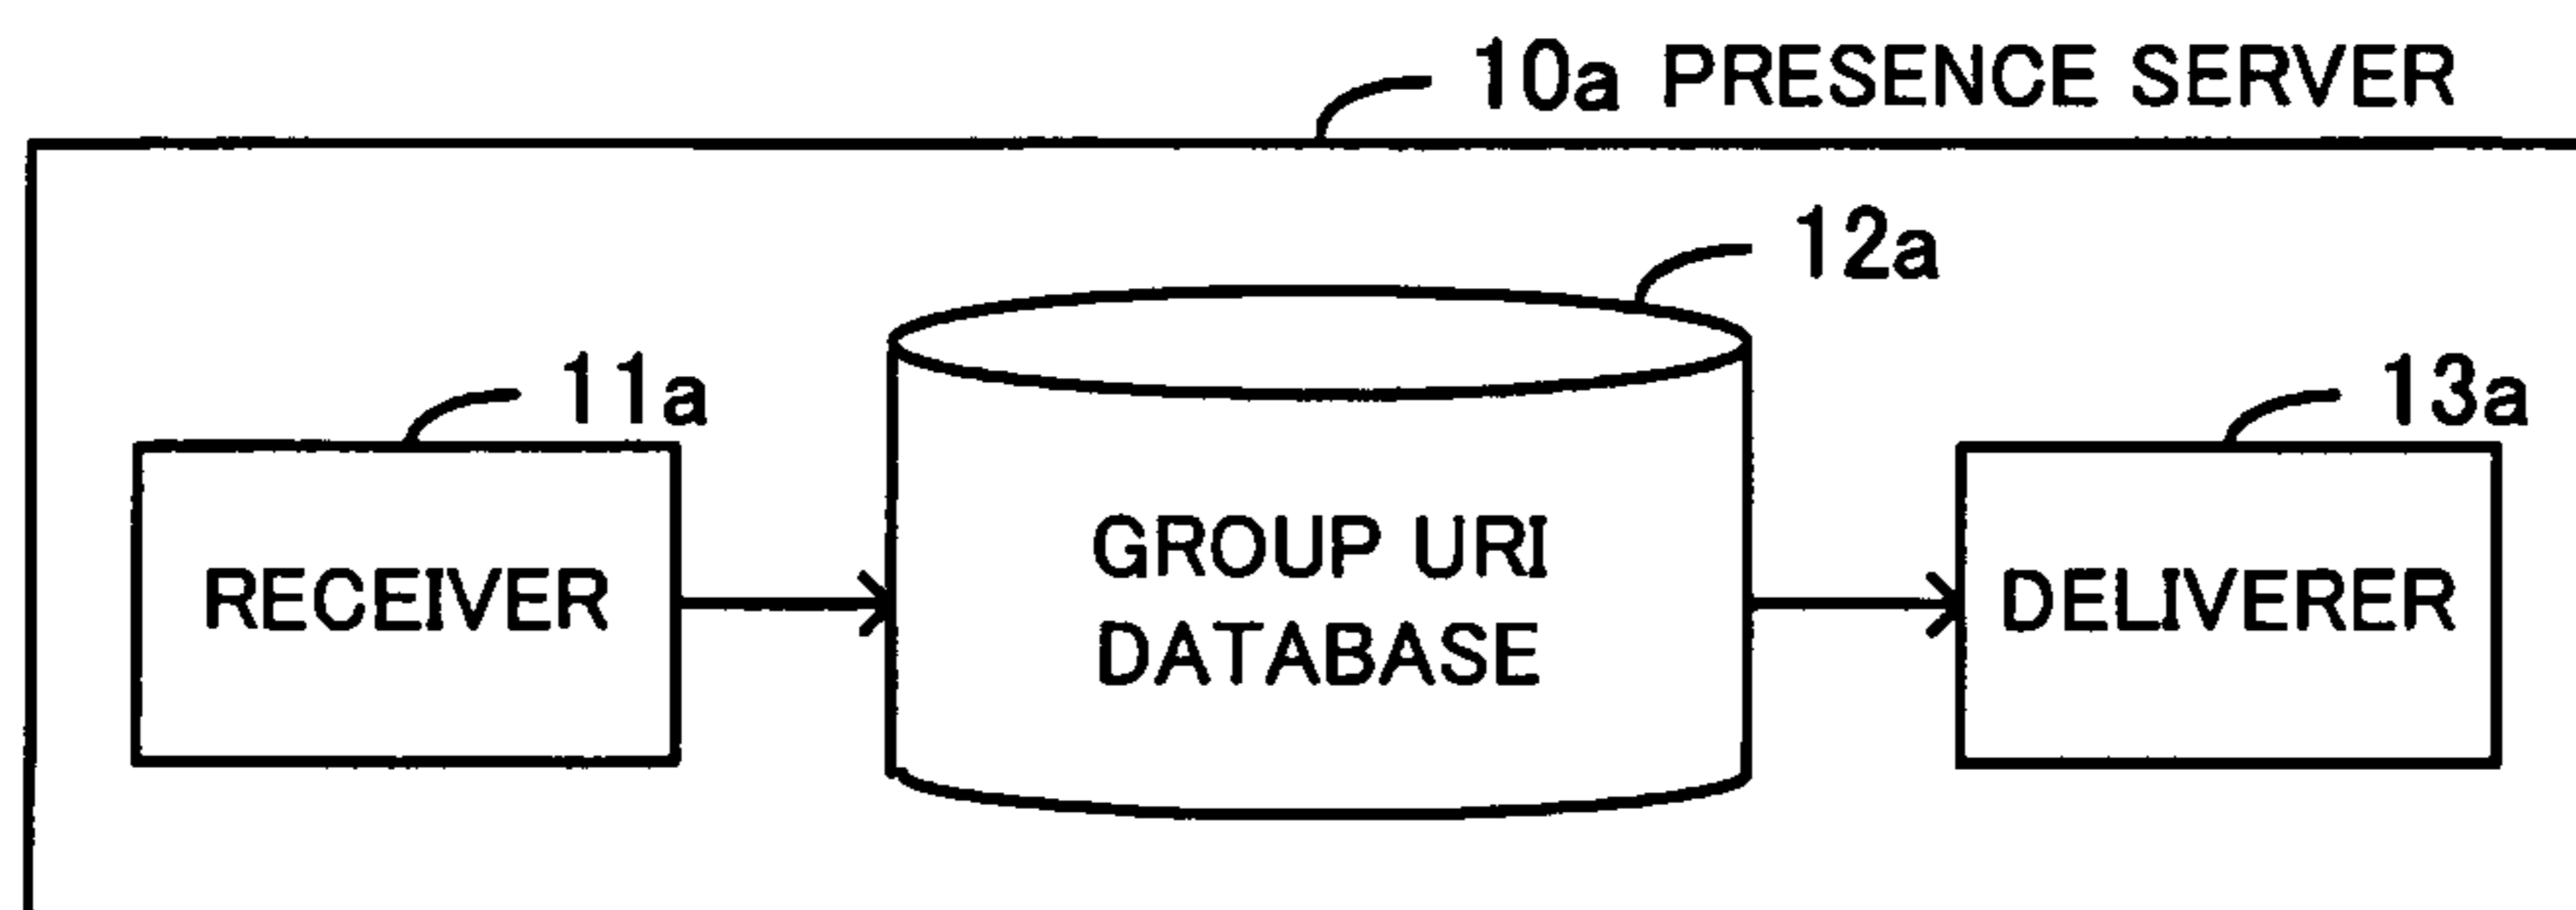 10a PRESENCE SERVER
12a
11a
13a
RECEIVER
GROUP URI
DATABASE
DELIVERER